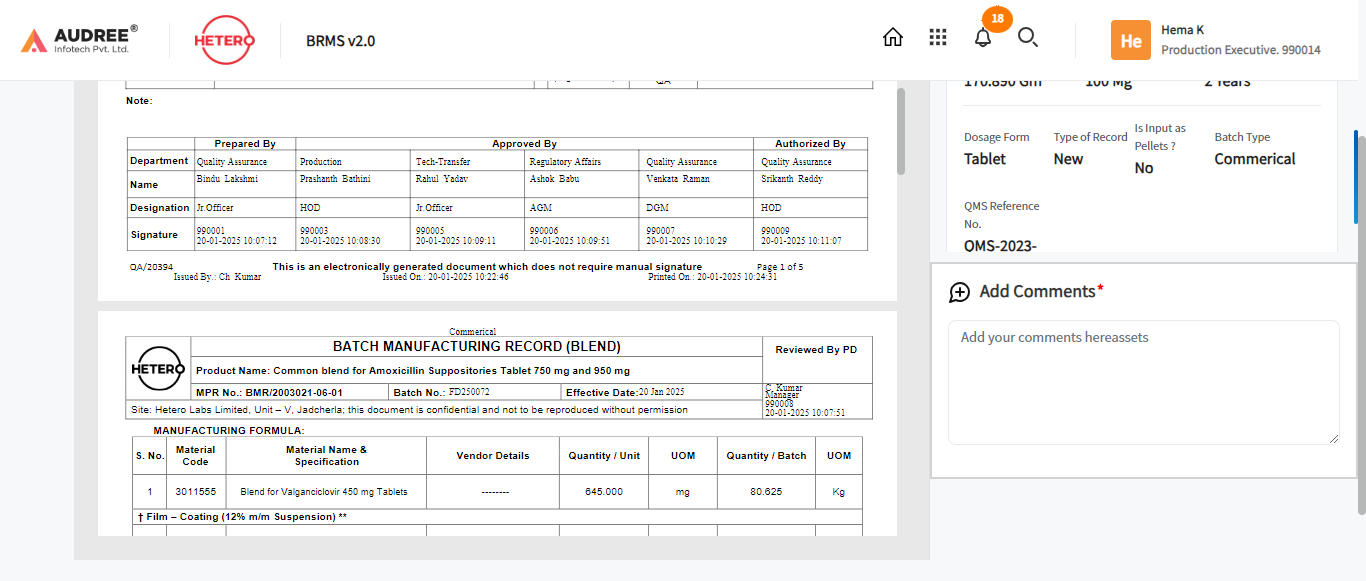 AUDREE®
Infotech Pvt. Ltd.
HETERO
BRMS v2.0
18
He
Hema K
Production Executive. 990014
QA
Note:
Prepared By Approved By Authorized By
Department Quality Assurance Production Tech-Transfer Regulatory Affairs Quality Assurance Quality Assurance
Name Bindu Lakshmi Prashanth Bathini Rahul Yadav Ashok Babu Venkata Raman Srikanth Reddy
Designation Jr.Officer HOD Jr.Officer AGM DGM HOD
Signature 990001 990003 990005 990006 990007 990009
20-01-2025 10:07:12 20-01-2025 10:08:30 20-01-2025 10:09:11 20-01-2025 10:09:51 20-01-2025 10:10:29 20-01-2025 10:11:07
QA/20394 This is an electronically generated document which does not require manual signature Page 1 of 5
Issued By.: Ch Kumar Issued On.: 20-01-2025 10:22:46 Printed On.: 20-01-2025 10:24:31
Commerical
HETERO
BATCH MANUFACTURING RECORD (BLEND)
Reviewed By PD
Product Name: Common blend for Amoxicillin Suppositories Tablet 750 mg and 950 mg
MPR No.: BMR/2003021-06-01 Batch No.: FD250072 Effective Date:20 Jan 2025
C. Kumar
Manager
990008
20-01-2025 10:07:51
Site: Hetero Labs Limited, Unit – V, Jadcherla; this document is confidential and not to be reproduced without permission
MANUFACTURING FORMULA:
S. No. Material Code Material Name & Specification Vendor Details Quantity / Unit UOM Quantity / Batch UOM
1 3011555 Blend for Valganciclovir 450 mg Tablets -------- 645.000 mg 80.625 Kg
† Film – Coating (12% m/m Suspension) **
170.890 Gm 100 Mg 2 Years
Dosage Form Type of Record Is Input as Pellets ? Batch Type
Tablet New No Commerical
QMS Reference
No.
QMS-2023-
Add Comments*
Add your comments hereassets